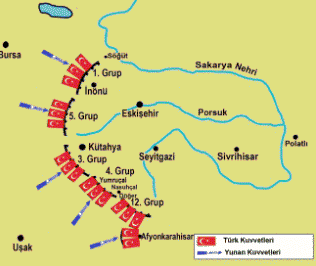 Söğüt
Bursa
1. Grup
Sakarya Nehri
İnönü
Eskişehir
5. Grup
Porsuk
Polatlı
Kütahya
Seyitgazi
Sivrihisar
3. Grup
4. Grup
Yumruçal
Nasuhçal
12. Grup
Uşak
Afyonkarahisar
Türk Kuvvetleri
Yunan Kuvvetleri